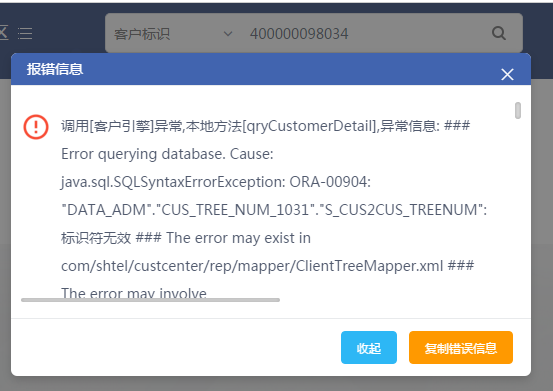 区
客户标识 400000098034
报错信息
调用[客户引擎]异常,本地方法[qryCustomerDetail],异常信息: ###
Error querying database. Cause:
java.sql.SQLSyntaxErrorException: ORA-00904:
"DATA_ADM"."CUS_TREE_NUM_1031"."S_CUS2CUS_TREENUM":
标识符无效 ### The error may exist in
com/shtel/custcenter/rep/mapper/ClientTreeMapper.xml ###
The error may involve
收起 复制错误信息